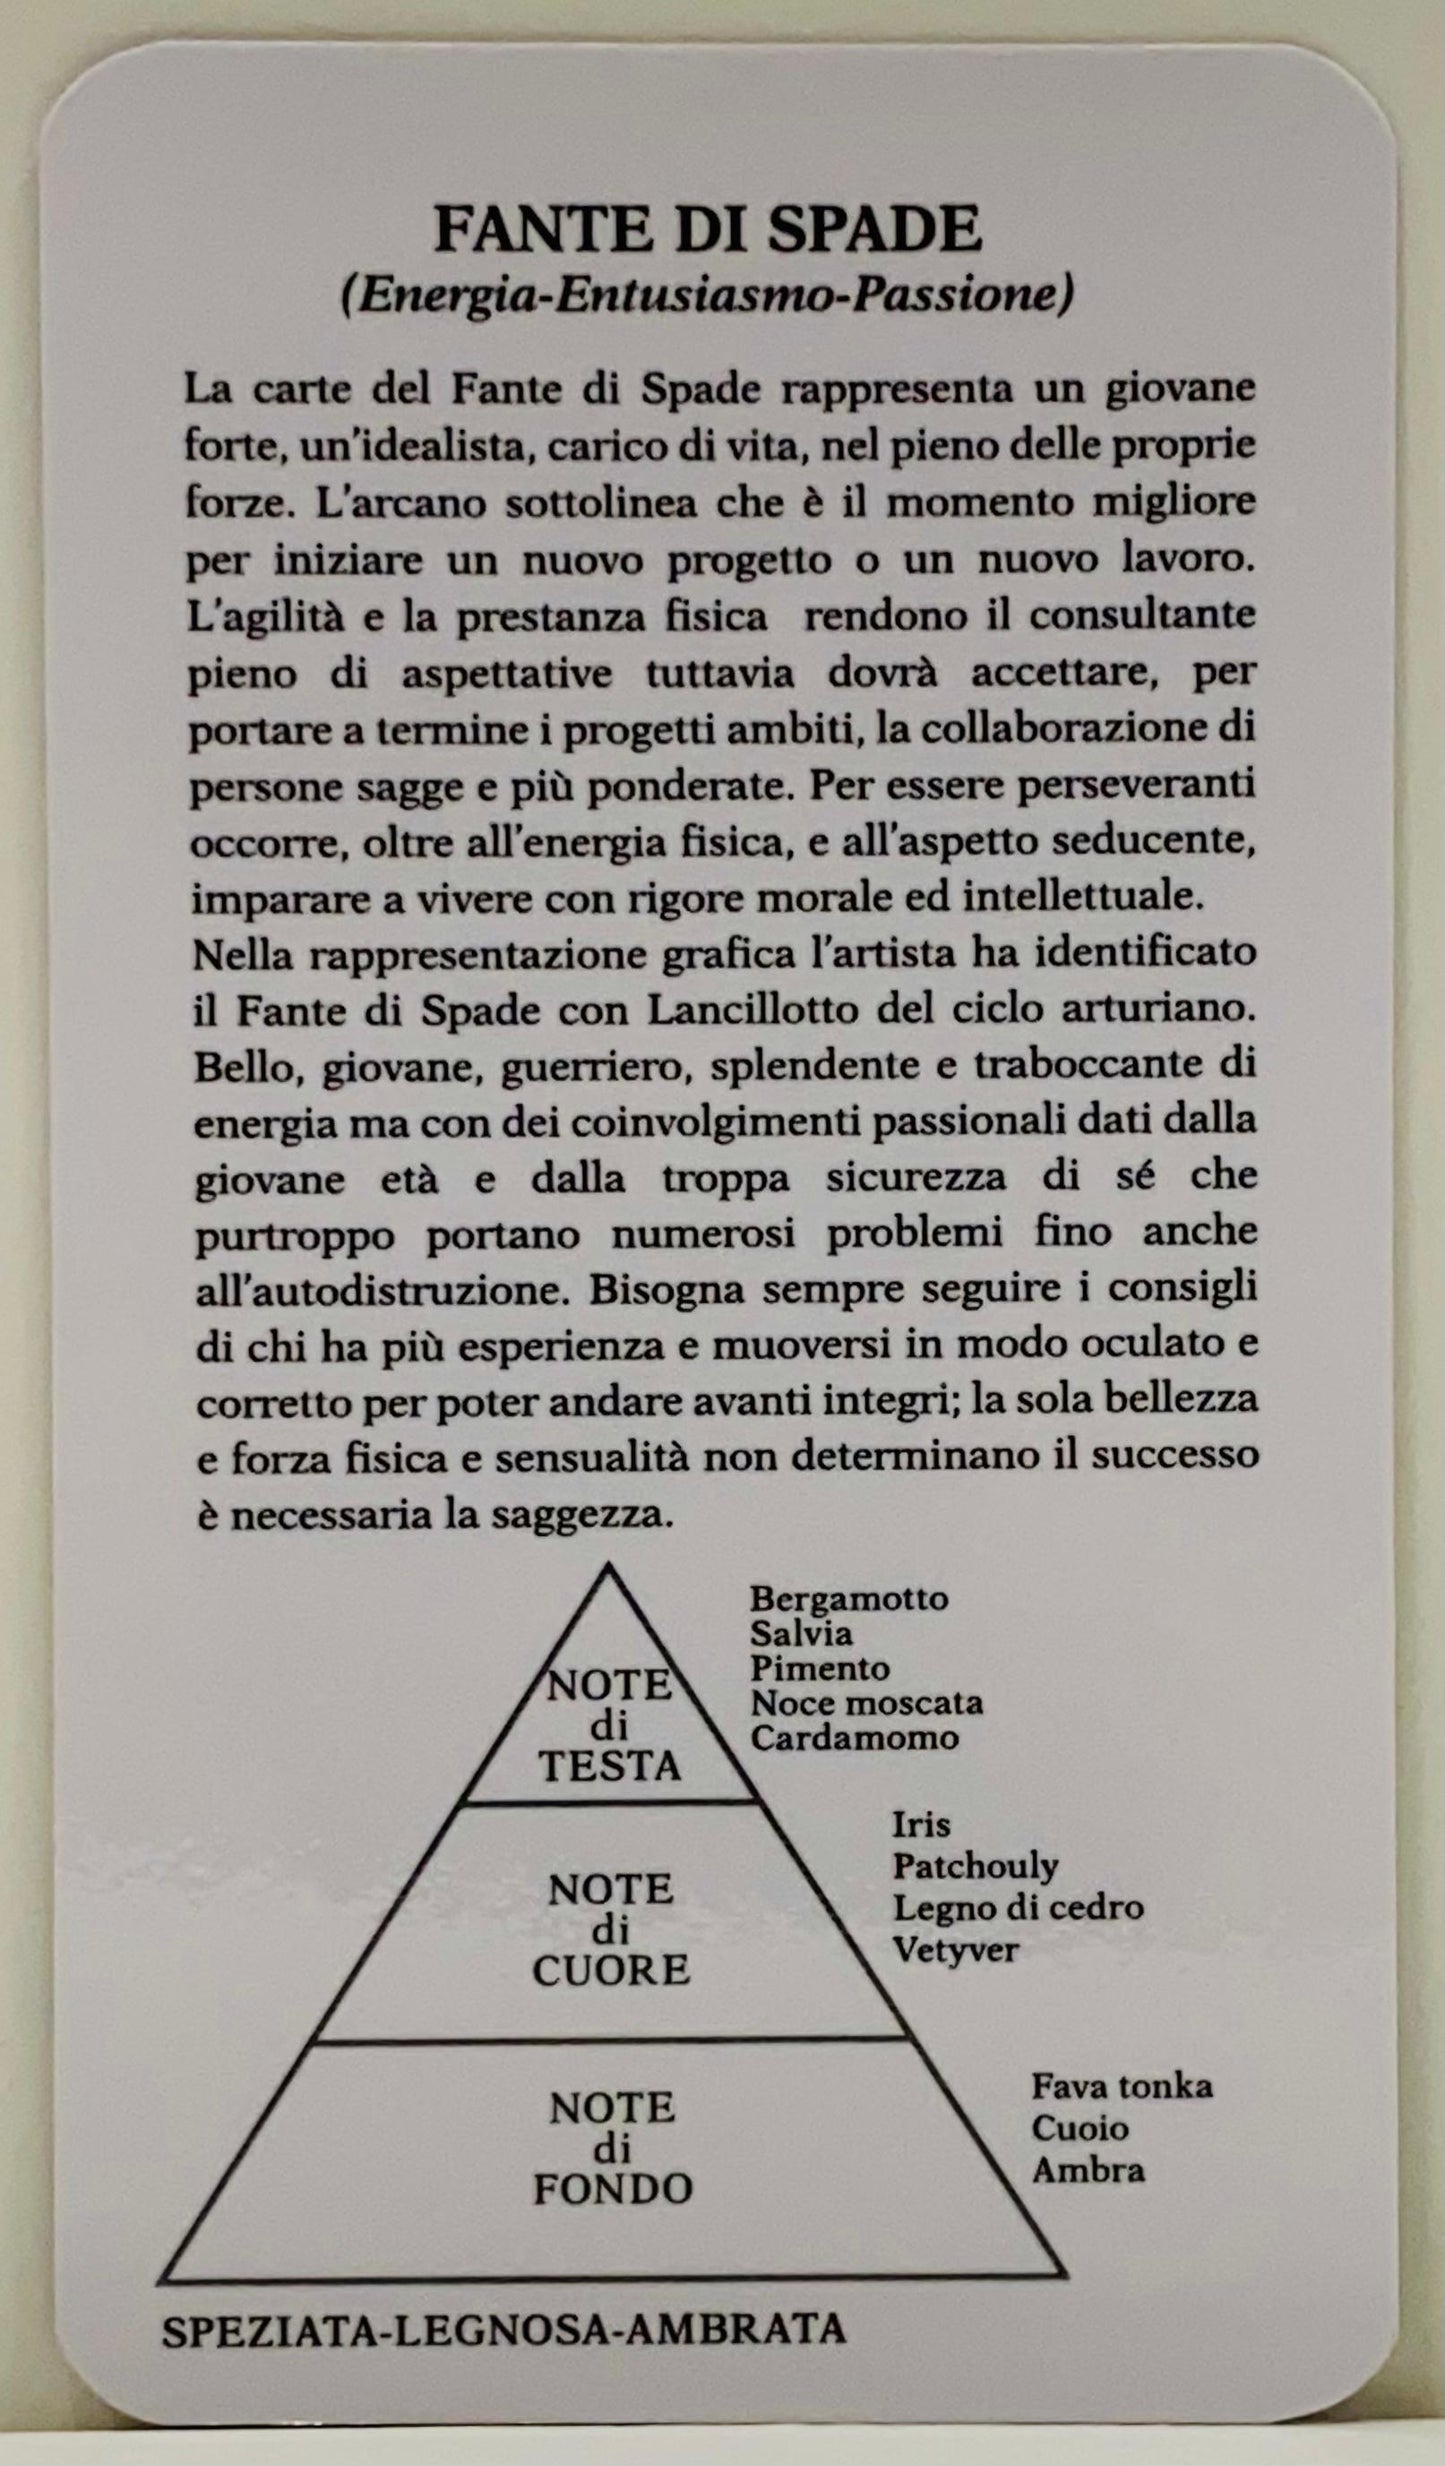 FANTE DI SPADE
(Energia-Entusiasmo-Passione)
La carte del Fante di Spade rappresenta un giovane
forte, un'idealista, carico di vita, nel pieno delle proprie
forze. L'arcano sottolinea che è il momento migliore
per iniziare un nuovo progetto o un nuovo lavoro.
L'agilità e la prestanza fisica rendono il consultante
pieno di aspettative tuttavia dovrà accettare, per
portare a termine i progetti ambiti, la collaborazione di
persone sagge e più ponderate. Per essere perseveranti
occorre, oltre all'energia fisica, e all'aspetto seducente,
imparare a vivere con rigore morale ed intellettuale.
Nella rappresentazione grafica l'artista ha identificato
il Fante di Spade con Lancillotto del ciclo arturiano.
Bello, giovane, guerriero, splendente e traboccante di
energia ma con dei coinvolgimenti passionali dati dalla
giovane età e dalla troppa sicurezza di sé che
purtroppo portano numerosi problemi fino anche
all'autodistruzione. Bisogna sempre seguire i consigli
di chi ha più esperienza e muoversi in modo oculato e
corretto per poter andare avanti integri; la sola bellezza
e forza fisica e sensualità non determinano il successo
è necessaria la saggezza.
NOTE
di
TESTA
Bergamotto
Salvia
Pimento
Noce moscata
Cardamomo
NOTE
di
CUORE
Iris
Patchouly
Legno di cedro
Vetyver
NOTE
di
FONDO
Fava tonka
Cuoio
Ambra
SPEZIATA-LEGNOSA-AMBRATA